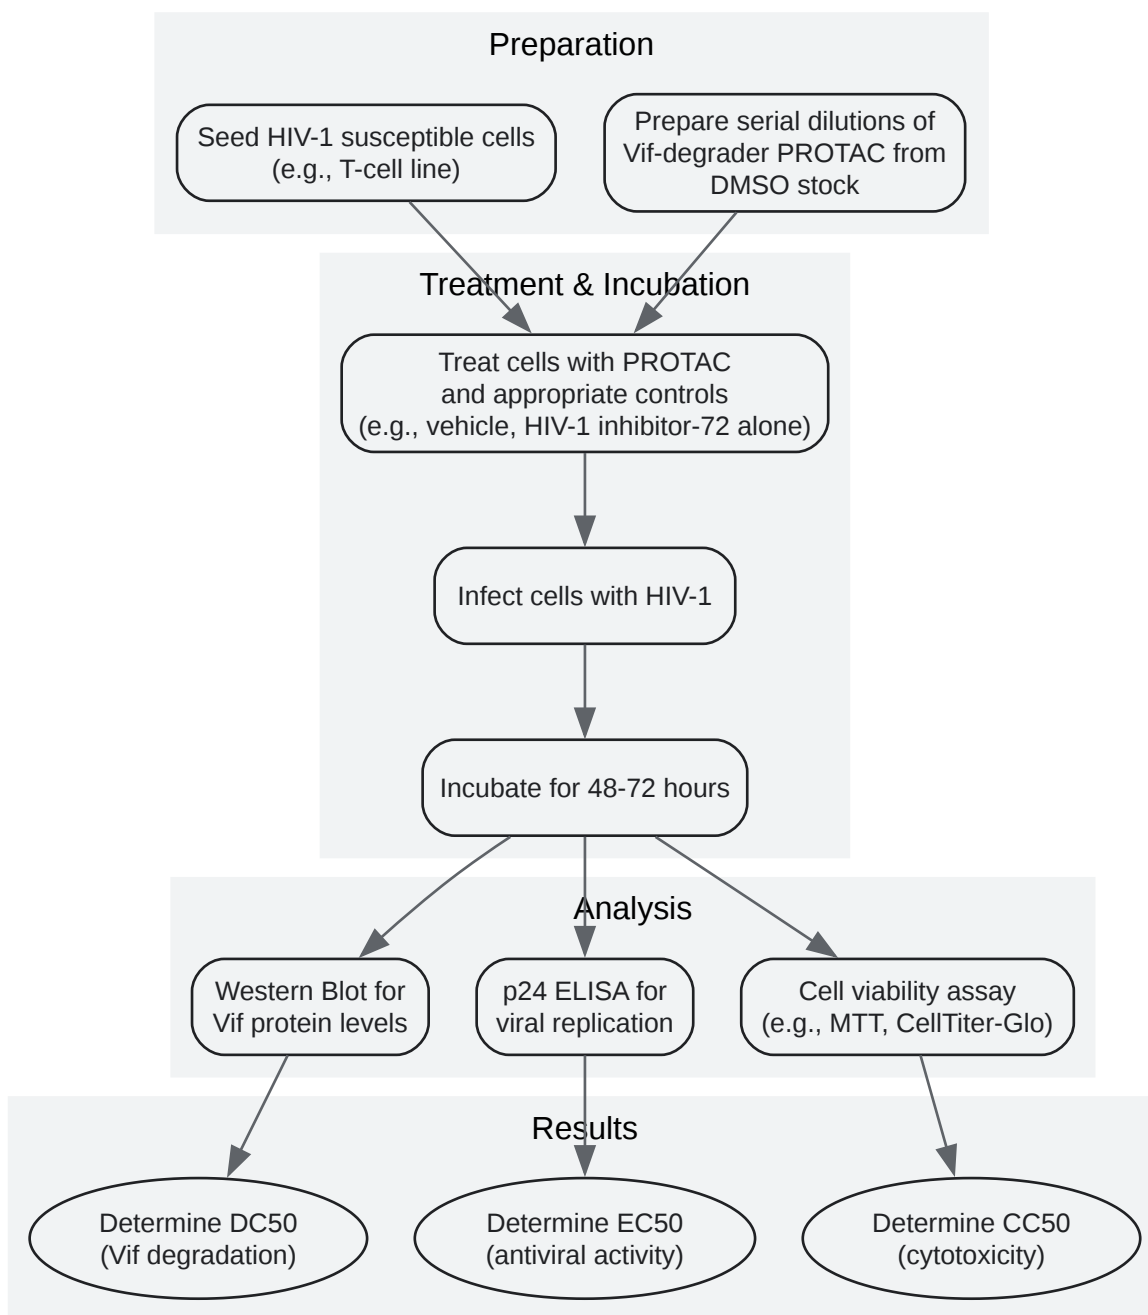 Preparation
Seed HIV-1 susceptible cells
(e.g., T-cell line)
Prepare serial dilutions of
Vif-degrader PROTAC from
DMSO stock
Treatment & Incubation
Treat cells with PROTAC
and appropriate controls
(e.g., vehicle, HIV-1 inhibitor-72 alone)
Infect cells with HIV-1
Incubate for 48-72 hours
Analysis
Western Blot for
Vif protein levels
p24 ELISA for
viral replication
Cell viability assay
(e.g., MTT, CellTiter-Glo)
Results
Determine DC50
(Vif degradation)
Determine EC50
(antiviral activity)
Determine CC50
(cytotoxicity)